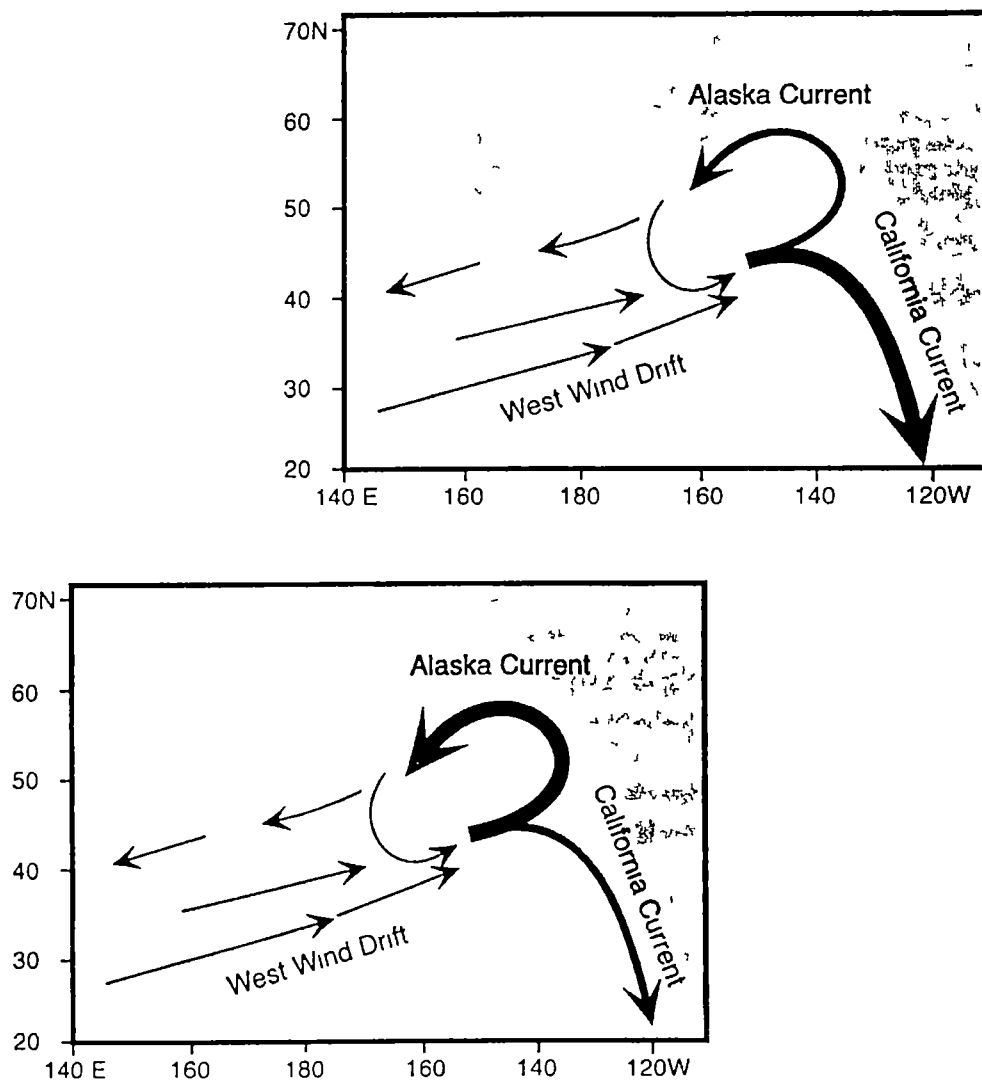 70N
Alaska Current
60
50
California Current
40
30
West Wind Drift
20
140 E 160 180 160 140 120W
70N
Alaska Current
60
50
California Current
40
30
West Wind Drift
20
140 E 160 180 160 140 120W